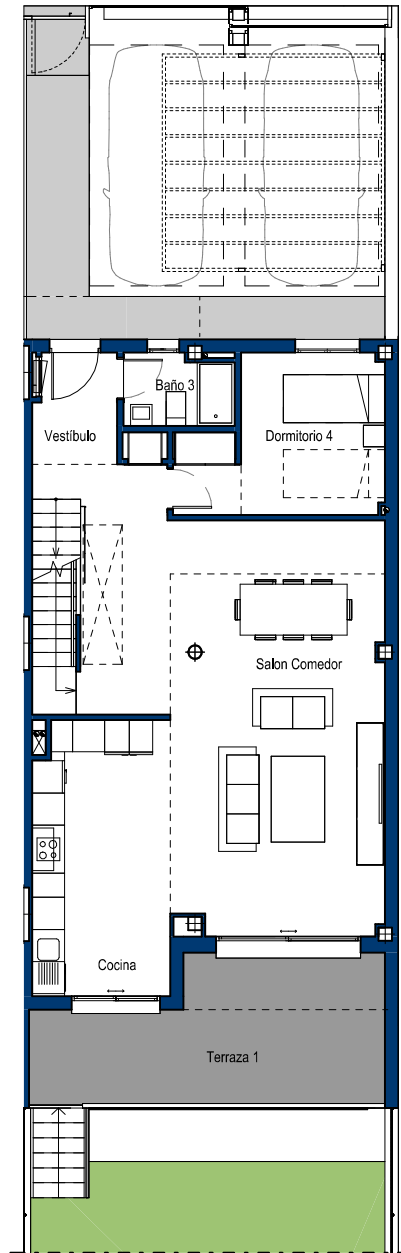 Baño 3
Vestíbulo
Dormitorio 4
Salon Comedor
Cocina
Terraza 1